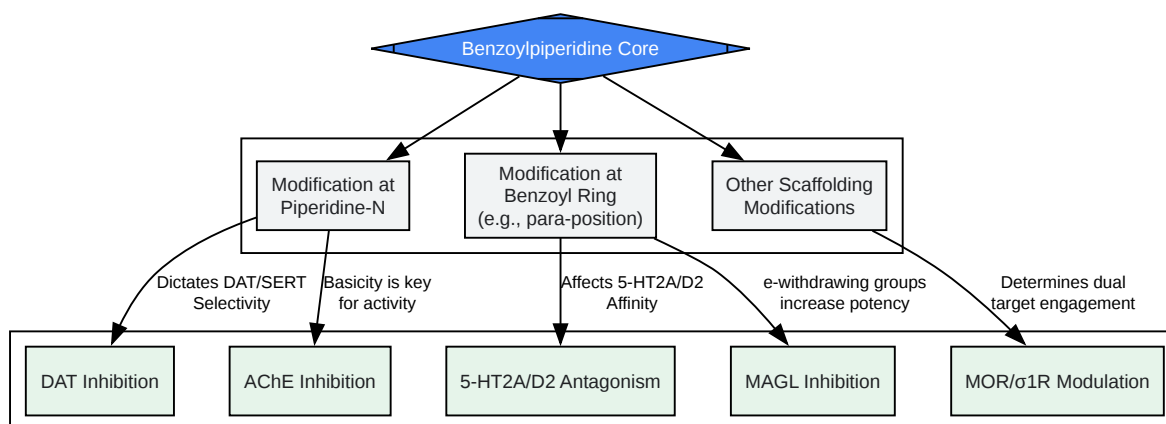 Benzoylpiperidine Core
Modification at
Piperidine-N
Modification at
Benzoyl Ring
(e.g., para-position)
Other Scaffolding
Modifications
Dictates DAT/SERT
Selectivity
Basicity is key
for activity
Affects 5-HT2A/D2
Affinity
e-withdrawing groups
increase potency
Determines dual
target engagement
DAT Inhibition
AChE Inhibition
5-HT2A/D2 Antagonism
MAGL Inhibition
MOR/σ1R Modulation